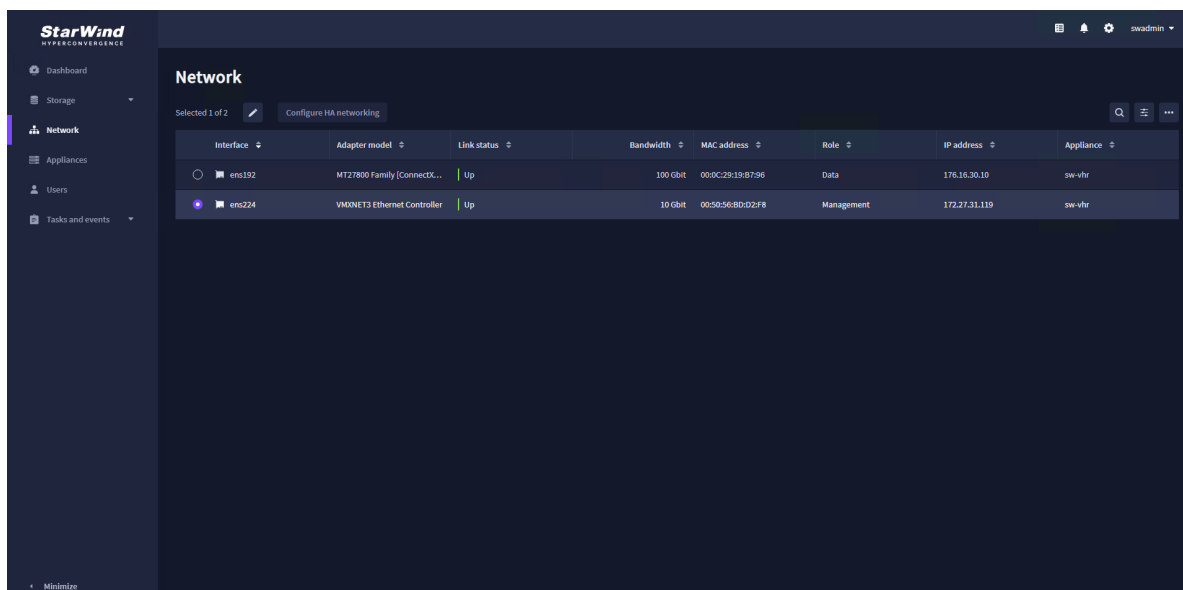 StarWind
HYPERCONVERGENCE
swadmin
Dashboard
Storage
Network
Appliances
Users
Tasks and events
Minimize
Network
Selected 1 of 2 Configure HA networking
Interface Adapter model Link status Bandwidth MAC address Role IP address Appliance
ens192 MT27800 Family [ConnectX... Up 100 Gbit 00:0C:29:19:B7:96 Data 176.16.30.10 sw-vhr
ens224 VMXNET3 Ethernet Controller Up 10 Gbit 00:50:56:BD:D2:F8 Management 172.27.31.119 sw-vhr